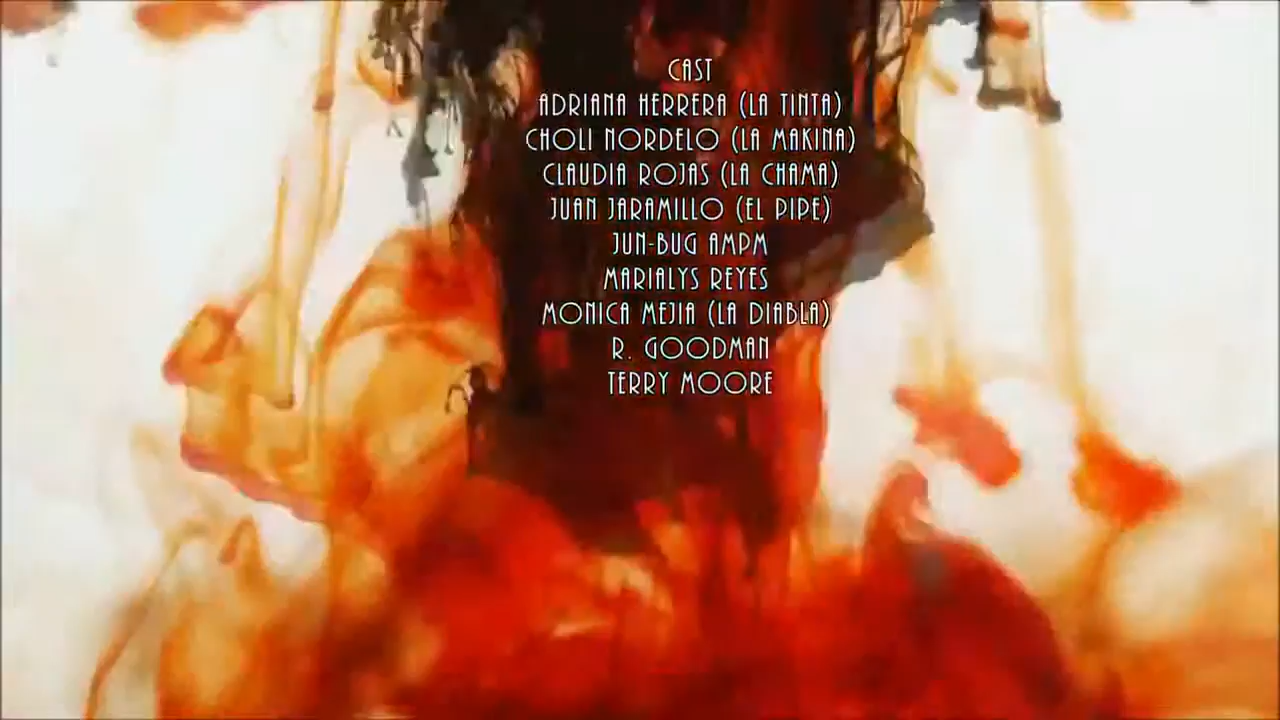 CAST
ADRIANA HERRERA (LA TINTA)
CHOLI NORDELO (LA MAKINA)
CLAUDIA ROJAS (LA CHAMA)
JUAN JARAMILLO (EL PIPE)
JUN-BUG AMPM
MARIALYS REYES
MONICA MEJIA (LA DIABLA)
R. GOODMAN
TERRY MOORE